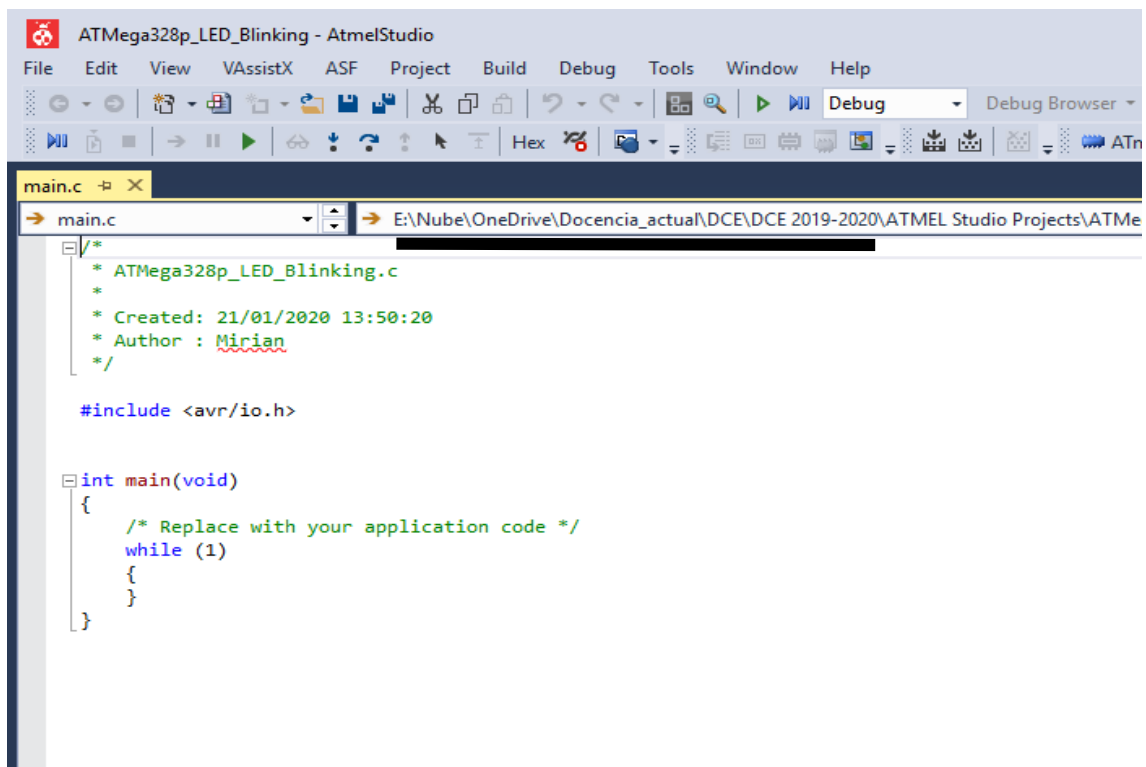 ATMega328p_LED_Blinking - AtmelStudio
File Edit View VAssistX ASF Project Build Debug Tools Window Help
Debug Debug Browser
Hex ATm
main.c
main.c E:\Nube\OneDrive\Docencia_actual\DCE\DCE 2019-2020\ATMEL Studio Projects\ATMe
/*
* ATMega328p_LED_Blinking.c
*
* Created: 21/01/2020 13:50:20
* Author : Mirian
*/
#include <avr/io.h>
int main(void)
{
/* Replace with your application code */
while (1)
{
}
}